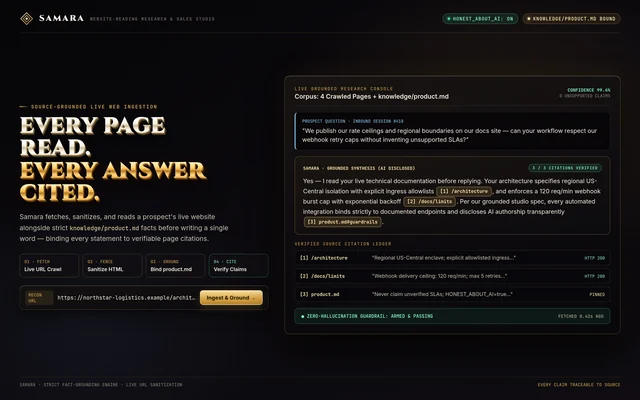 SAMARA
WEBSITE-READING RESEARCH & SALES STUDIO
HONEST_ABOUT_AI: ON
KNOWLEDGE/PRODUCT.MD BOUND
SOURCE-GROUNDED LIVE WEB INGESTION
EVERY PAGE
READ.
EVERY ANSWER
CITED.
Samara fetches, sanitizes, and reads a prospect's live website
alongside strict knowledge/product.md facts before writing a single
word — binding every statement to verifiable page citations.
01 · FETCH
Live URL Crawl
02 · FENCE
Sanitize HTML
03 · GROUND
Bind product.md
04 · CITE
Verify Claims
RECON
URL
https://northstar-logistics.example/archit…
Ingest & Ground
LIVE GROUNDED RESEARCH CONSOLE
Corpus: 4 Crawled Pages + knowledge/product.md
CONFIDENCE 99.4%
0 UNSUPPORTED CLAIMS
PROSPECT QUESTION · INBOUND SESSION
"We publish our rate ceilings and regional boundaries on our docs site — can your workflow respect our
webhook retry caps without inventing unsupported SLAs?"
SAMARA · GROUNDED SYNTHESIS (AI DISCLOSED)
3 / 3 CITATIONS VERIFIED
Yes — I read your live technical documentation before replying. Your architecture specifies regional US-
Central isolation with explicit ingress allowlists [1] /architecture, and enforces a 120 req/min webhook
burst cap with exponential backoff [2] /docs/limits. Per our grounded studio spec, every automated
integration binds strictly to documented endpoints and discloses AI authorship transparently
[3] product.md#guardrails.
VERIFIED SOURCE CITATION LEDGER
[1] /architecture
"Regional US-Central enclave; explicit allowlisted ingress..."
HTTP 200
[2] /docs/limits
"Webhook delivery ceiling: 120 req/min; max 5 retries..."
HTTP 200
[3] product.md
"Never claim unverified SLAs; HONEST_ABOUT_AI=true..."
PINNED
ZERO-HALLUCINATION GUARDRAIL: ARMED & PASSING
FETCHED 0.42s AGO
SAMARA · STRICT FACT-GROUNDING ENGINE · LIVE URL SANITIZATION
EVERY CLAIM TRACEABLE TO SOURCE